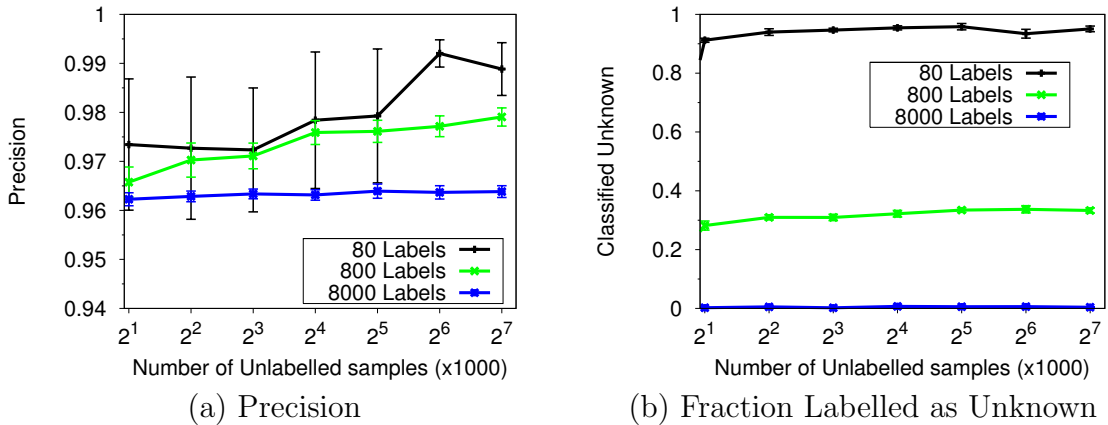 1
0.99
0.98
0.97
0.96
0.95
0.94
Precision
80 Labels
800 Labels
8000 Labels
2^1 2^2 2^3 2^4 2^5 2^6 2^7
Number of Unlabelled samples (x1000)
(a) Precision
1
0.8
0.6
0.4
0.2
0
Classified Unknown
80 Labels
800 Labels
8000 Labels
2^1 2^2 2^3 2^4 2^5 2^6 2^7
Number of Unlabelled samples (x1000)
(b) Fraction Labelled as Unknown